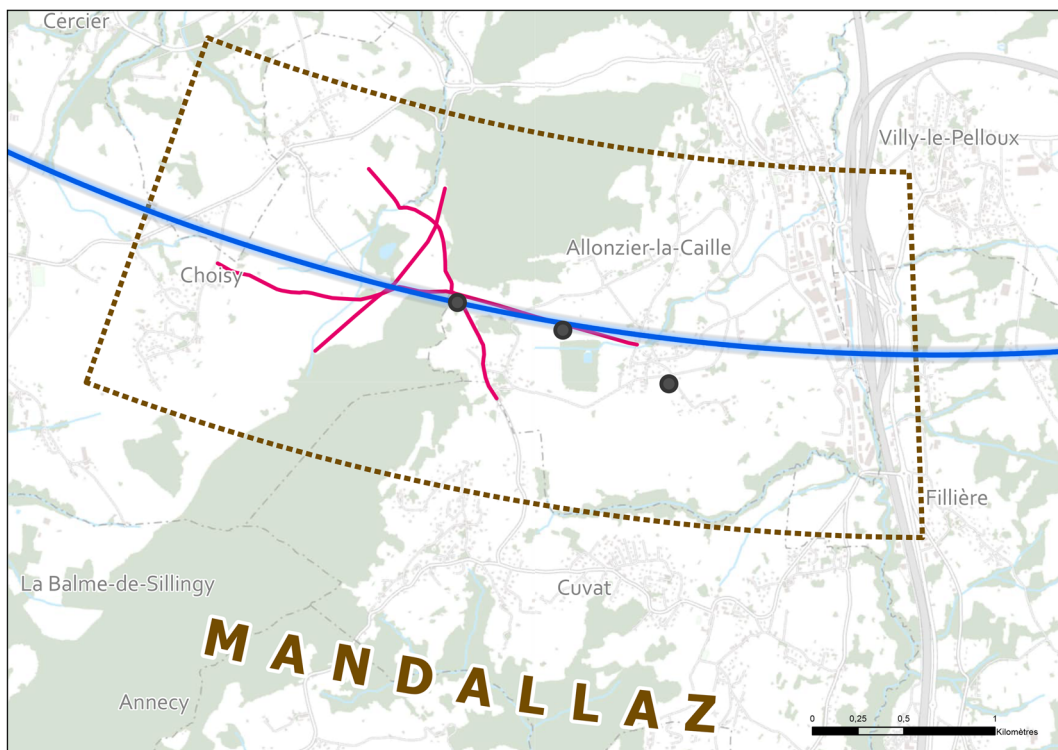 Cercier
Villy-le-Pelloux
Allonzier-la-Caille
Choisy
Fillière
La Balme-de-Sillingy
Cuvat
MANDALLAZ
Annecy
0 0,25 0,5 1
Kilomètres